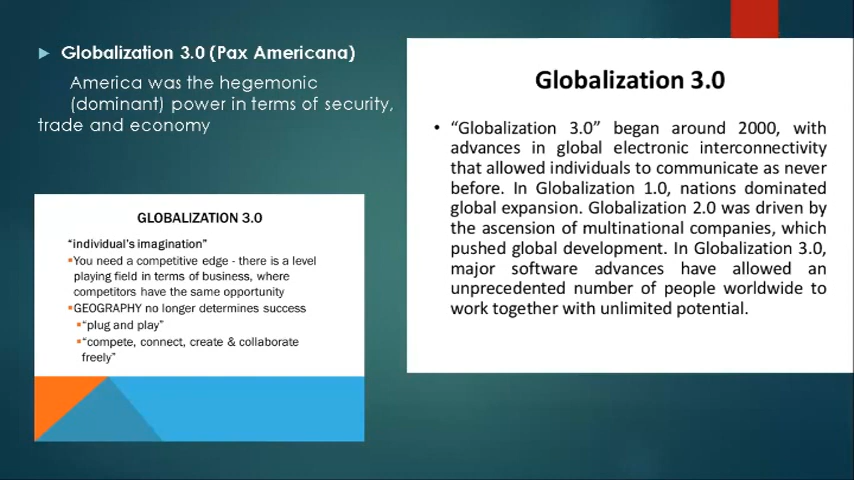 ▶ Globalization 3.0 (Pax Americana)
America was the hegemonic
(dominant) power in terms of security,
trade and economy
GLOBALIZATION 3.0
“individual’s imagination”
▪You need a competitive edge - there is a level
playing field in terms of business, where
competitors have the same opportunity
▪GEOGRAPHY no longer determines success
▪“plug and play”
▪“compete, connect, create & collaborate
freely”
Globalization 3.0
• “Globalization 3.0” began around 2000, with
advances in global electronic interconnectivity
that allowed individuals to communicate as never
before. In Globalization 1.0, nations dominated
global expansion. Globalization 2.0 was driven by
the ascension of multinational companies, which
pushed global development. In Globalization 3.0,
major software advances have allowed an
unprecedented number of people worldwide to
work together with unlimited potential.